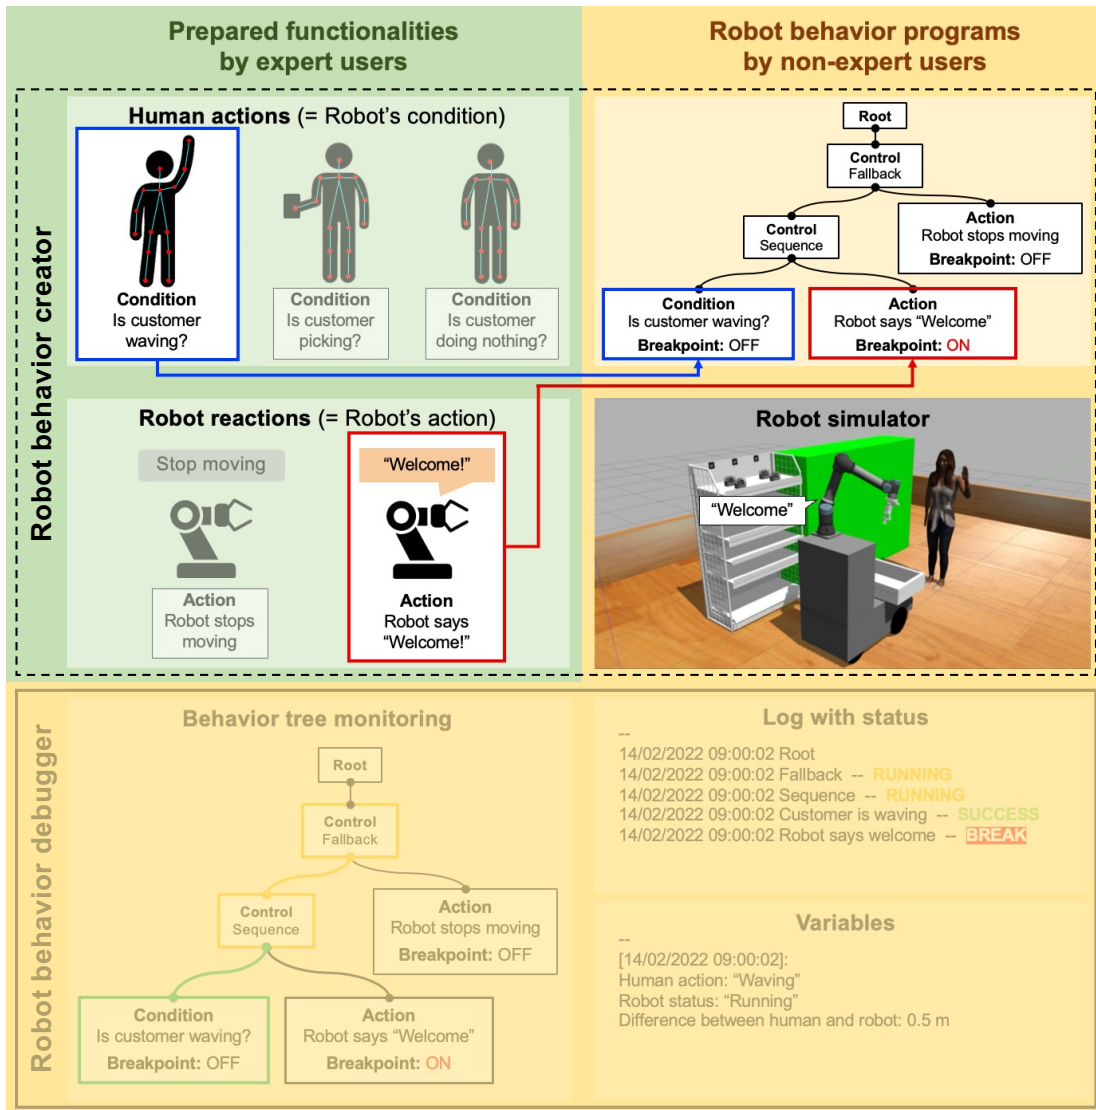 Prepared functionalities
by expert users
Robot behavior programs
by non-expert users
Robot behavior creator
Human actions (= Robot's condition)
Condition
Is customer
waving?
Condition
Is customer
picking?
Condition
Is customer
doing nothing?
Robot reactions (= Robot's action)
Stop moving
Action
Robot stops
moving
“Welcome!”
Action
Robot says
“Welcome!”
Root
Control
Fallback
Control
Sequence
Action
Robot stops moving
Breakpoint: OFF
Condition
Is customer waving?
Breakpoint: OFF
Action
Robot says “Welcome”
Breakpoint: ON
Robot simulator
“Welcome”
Robot behavior debugger
Behavior tree monitoring
Root
Control
Fallback
Control
Sequence
Action
Robot stops moving
Breakpoint: OFF
Condition
Is customer waving?
Breakpoint: OFF
Action
Robot says “Welcome”
Breakpoint: ON
Log with status
--
14/02/2022 09:00:02 Root
14/02/2022 09:00:02 Fallback -- RUNNING
14/02/2022 09:00:02 Sequence -- RUNNING
14/02/2022 09:00:02 Customer is waving -- SUCCESS
14/02/2022 09:00:02 Robot says welcome -- BREAK
Variables
--
[14/02/2022 09:00:02]:
Human action: “Waving”
Robot status: “Running”
Difference between human and robot: 0.5 m